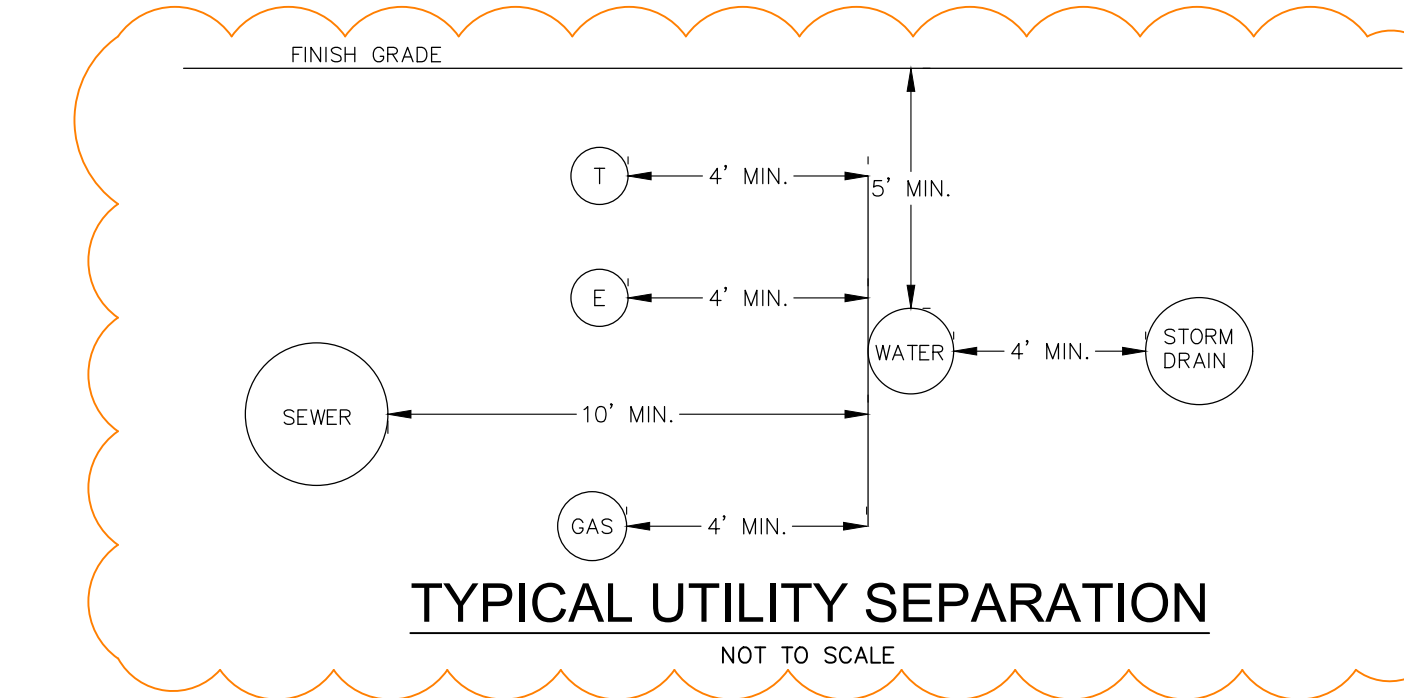 FINISH GRADE
T
4' MIN.
5' MIN.
E
4' MIN.
WATER
4' MIN.
STORM
DRAIN
SEWER
10' MIN.
GAS
4' MIN.
TYPICAL UTILITY SEPARATION
NOT TO SCALE